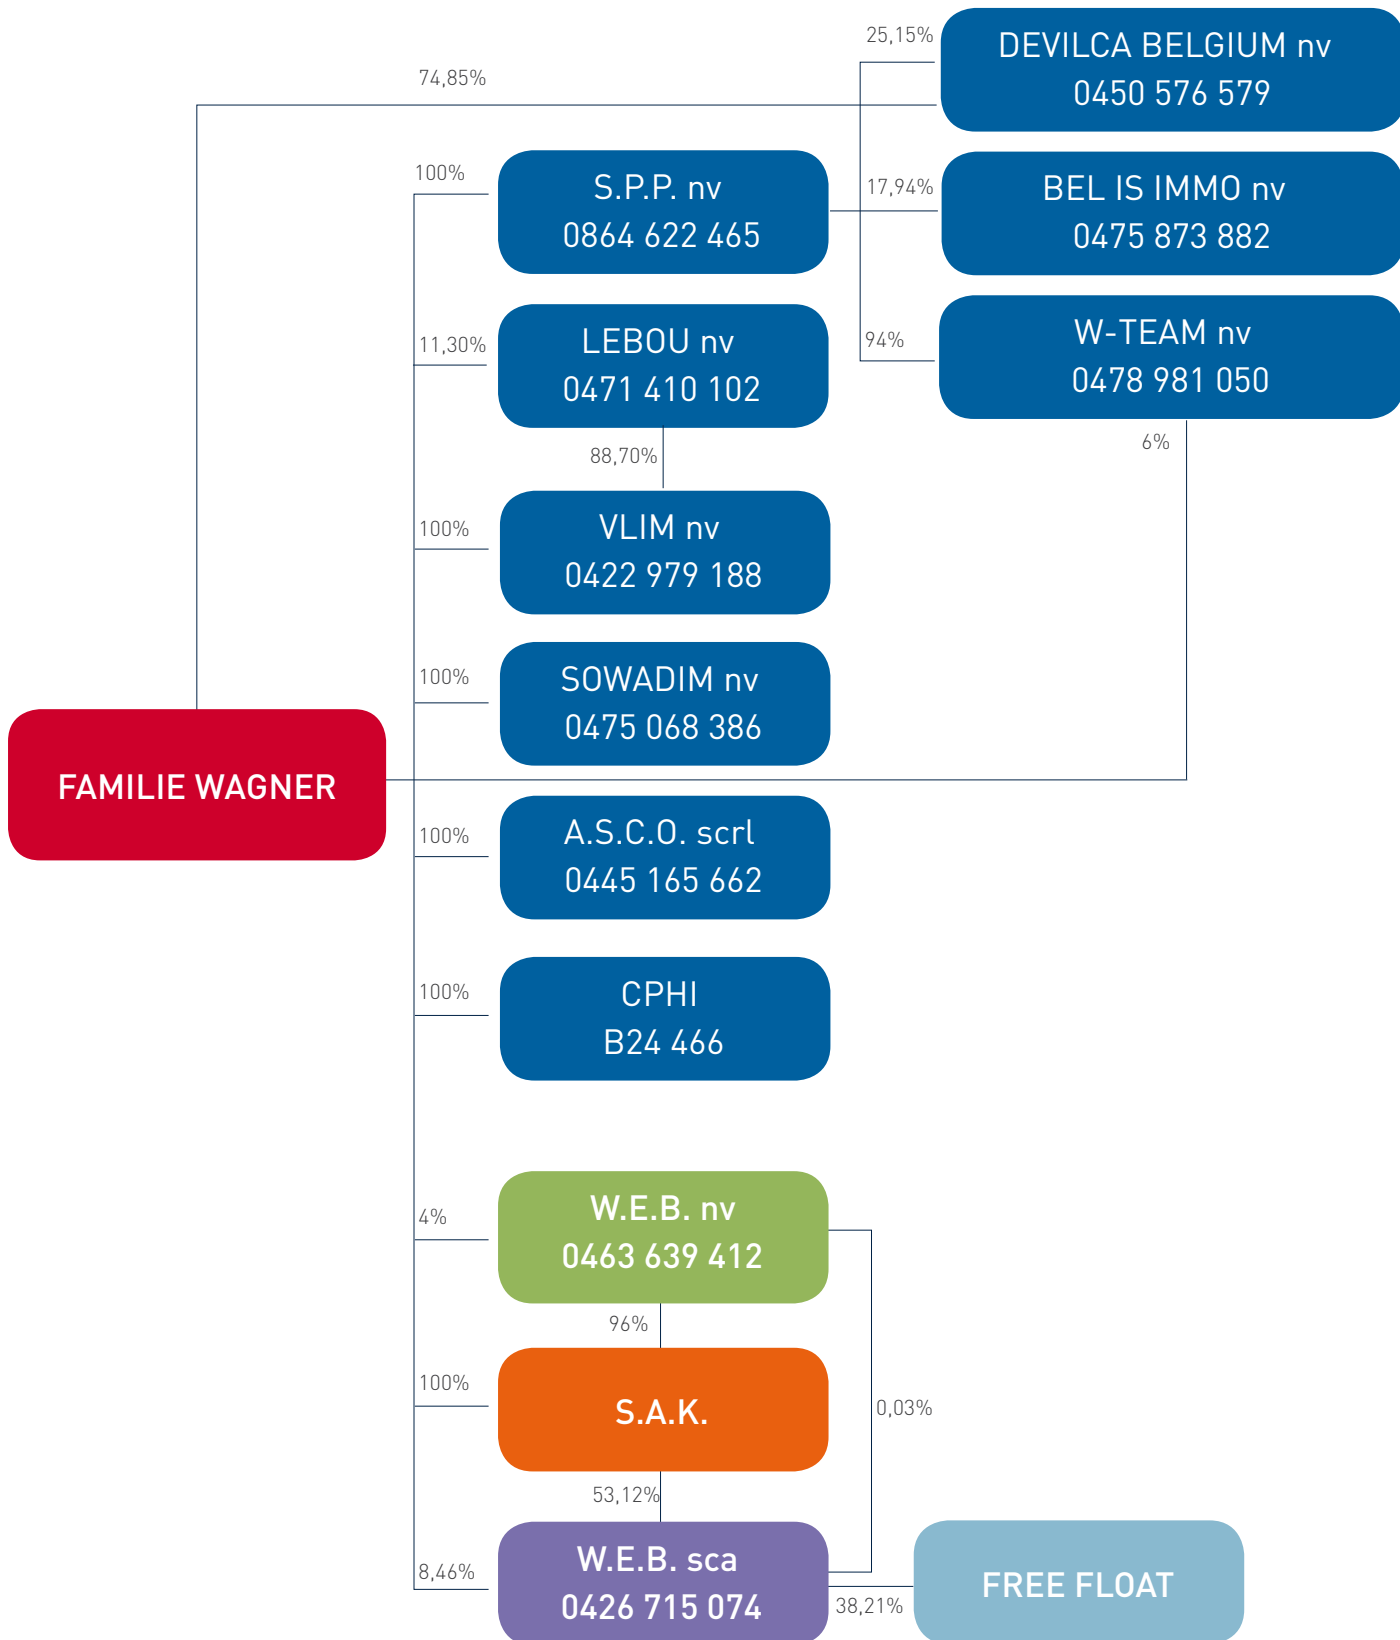 25,15%
DEVILCA BELGIUM nv
0450 576 579
74,85%
100%
S.P.P. nv
0864 622 465
17,94%
BEL IS IMMO nv
0475 873 882
11,30%
LEBOU nv
0471 410 102
94%
W-TEAM nv
0478 981 050
88,70%
6%
100%
VLIM nv
0422 979 188
100%
SOWADIM nv
0475 068 386
FAMILIE WAGNER
100%
A.S.C.O. scrl
0445 165 662
100%
CPHI
B24 466
4%
W.E.B. nv
0463 639 412
96%
100%
S.A.K.
0,03%
53,12%
8,46%
W.E.B. sca
0426 715 074
38,21%
FREE FLOAT